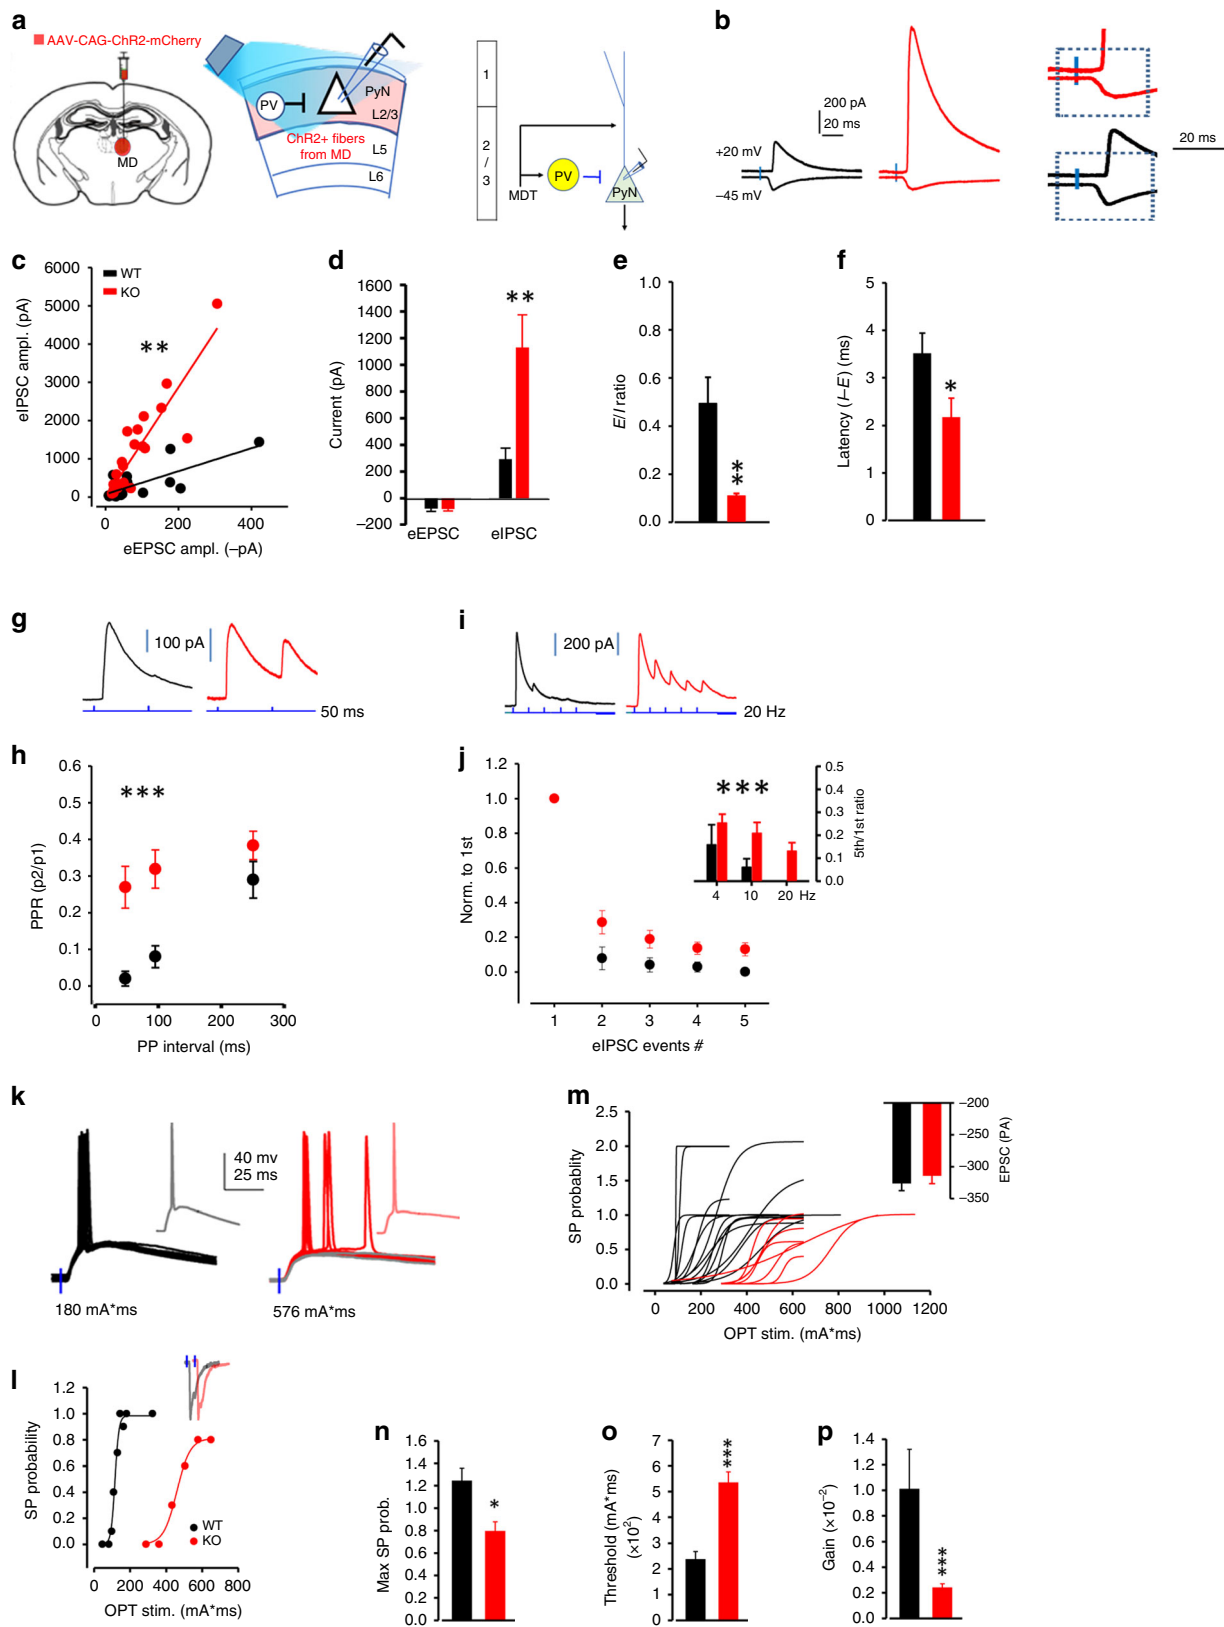 a
AAV-CAG-ChR2-mCherry
MD
PV
PyN
L2/3
ChR2+ fibers
from MD
L5
L6
1
2
/
3
MDT
PV
PyN
b
200 pA
20 ms
+20 mV
–45 mV
20 ms
c
WT
KO
**
6000
5000
4000
3000
2000
1000
0
0
200
400
eIPSC ampl. (pA)
eEPSC ampl. (–pA)
d
**
1600
1400
1200
1000
800
600
400
200
0
–200
Current (pA)
eEPSC
eIPSC
e
1.0
0.8
0.6
0.4
0.2
0.0
E/I ratio
**
f
5
4
3
2
1
0
Latency (I–E) (ms)
*
g
100 pA
50 ms
i
200 pA
20 Hz
h
***
0.6
0.5
0.4
0.3
0.2
0.1
0.0
PPR (p2/p1)
0
100
200
300
PP interval (ms)
j
1.2
1.0
0.8
0.6
0.4
0.2
0.0
Norm. to 1st
***
0.5
0.4
0.3
0.2
0.1
0.0
5th/1st ratio
4
10
20 Hz
1
2
3
4
5
eIPSC events #
k
40 mv
25 ms
180 mA*ms
576 mA*ms
m
2.5
2.0
1.5
1.0
0.5
0.0
SP probablity
–200
–250
–300
–350
EPSC (PA)
0
200
400
600
800
1000
1200
OPT stim. (mA*ms)
l
1.2
1.0
0.8
0.6
0.4
0.2
0.0
SP probability
WT
KO
0
200
400
600
800
OPT stim. (mA*ms)
n
1.6
1.4
1.2
1.0
0.8
0.6
0.4
0.2
0.0
Max SP prob.
*
o
7
6
5
4
3
2
1
0
Threshold (mA*ms)
(×10²)
***
p
1.4
1.2
1.0
0.8
0.6
0.4
0.2
0.0
Gain (×10⁻²)
***